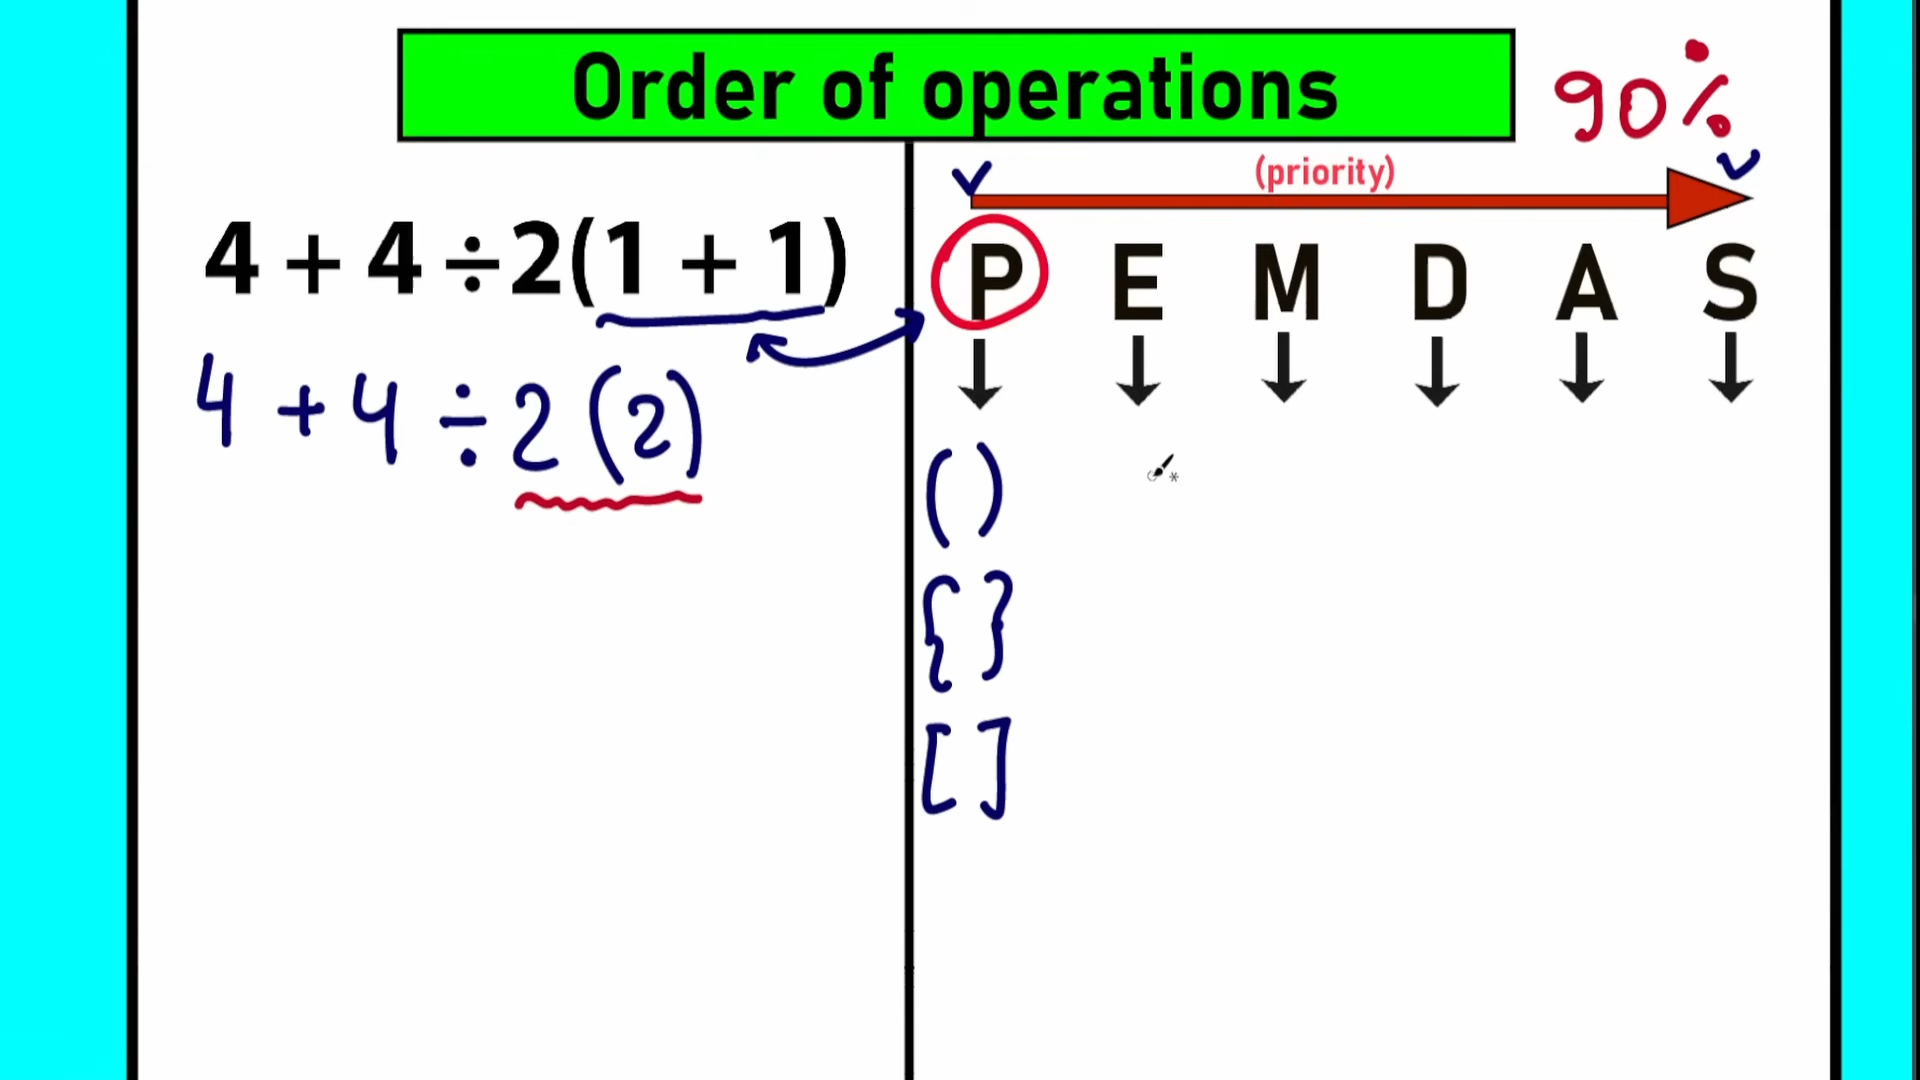 Order of operations
90%
(priority)
4 + 4 ÷ 2(1 + 1)
P E M D A S
4 + 4 ÷ 2 (2)
( )
{ }
[ ]